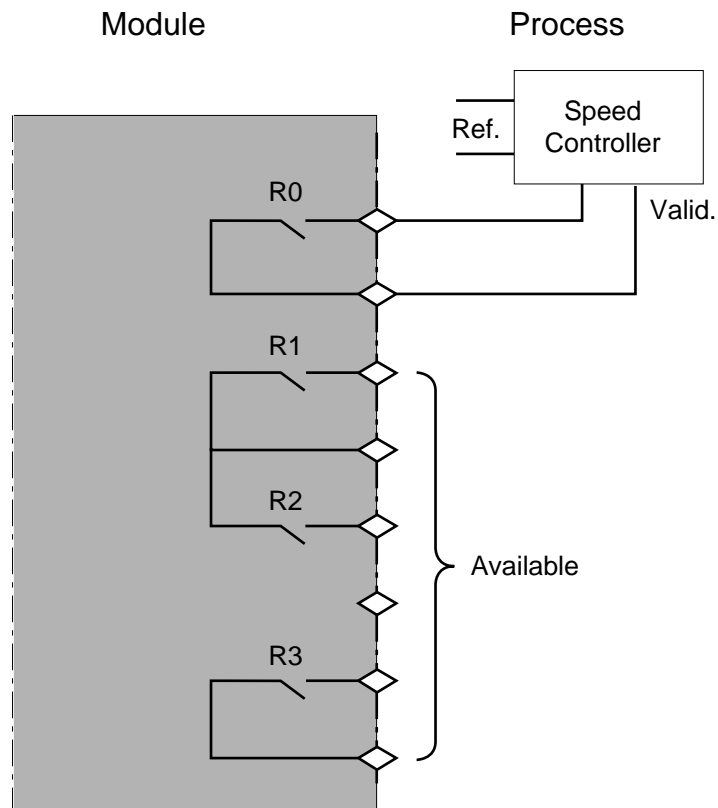 Module
Process
Speed
Controller
Ref.
Valid.
R0
R1
R2
Available
R3